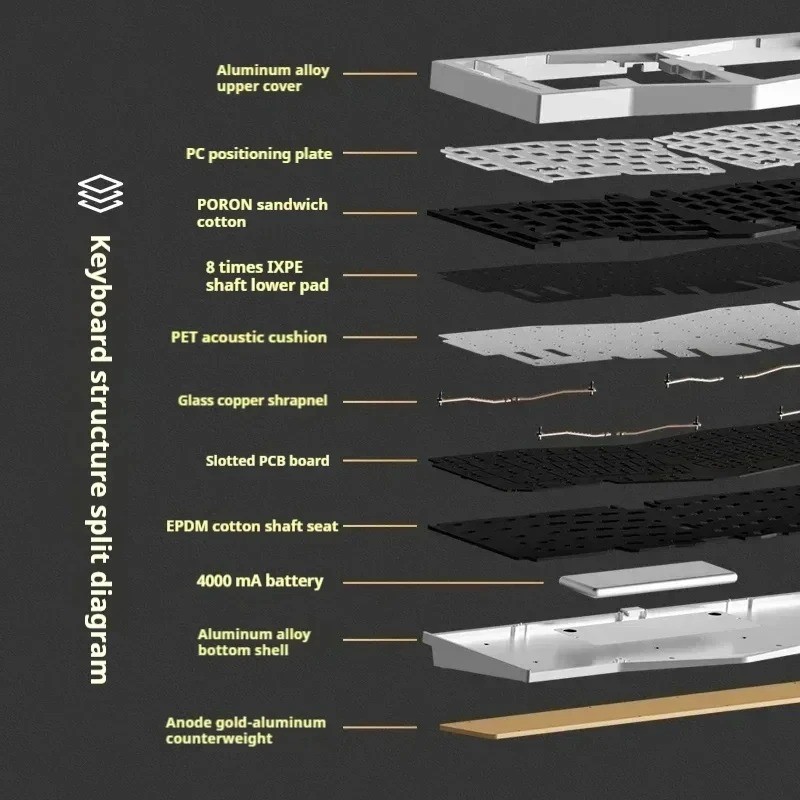 Aluminum alloy
upper cover
PC positioning plate
PORON sandwich
cotton
8 times IXPE
shaft lower pad
PET acoustic cushion
Glass copper shrapnel
Slotted PCB board
EPDM cotton shaft seat
4000 mA battery
Aluminum alloy
bottom shell
Anode gold-aluminum
counterweight
Keyboard structure split diagram